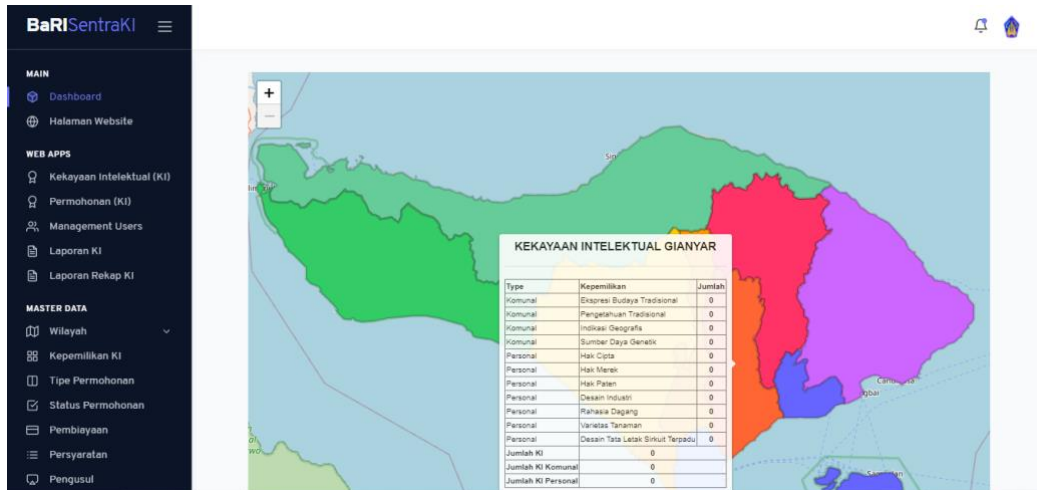 BaRISentraKI
MAIN
Dashboard
Halaman Website
WEB APPS
Kekayaan Intelektual (KI)
Permohonan (KI)
Management Users
Laporan KI
Laporan Rekap KI
MASTER DATA
Wilayah
Kepemilikan KI
Tipe Permohonan
Status Permohonan
Pembiayaan
Persyaratan
Pengusul
+
−
KEKAYAAN INTELEKTUAL GIANYAR
Type Kepemilikan Jumlah
Komunal Ekspresi Budaya Tradisional 0
Komunal Pengetahuan Tradisional 0
Komunal Indikasi Geografis 0
Komunal Sumber Daya Genetik 0
Personal Hak Cipta 0
Personal Hak Merek 0
Personal Hak Paten 0
Personal Desain Industri 0
Personal Rahasia Dagang 0
Personal Varietas Tanaman 0
Personal Desain Tata Letak Sirkuit Terpadu 0
Jumlah KI 0
Jumlah KI Komunal 0
Jumlah KI Personal 0